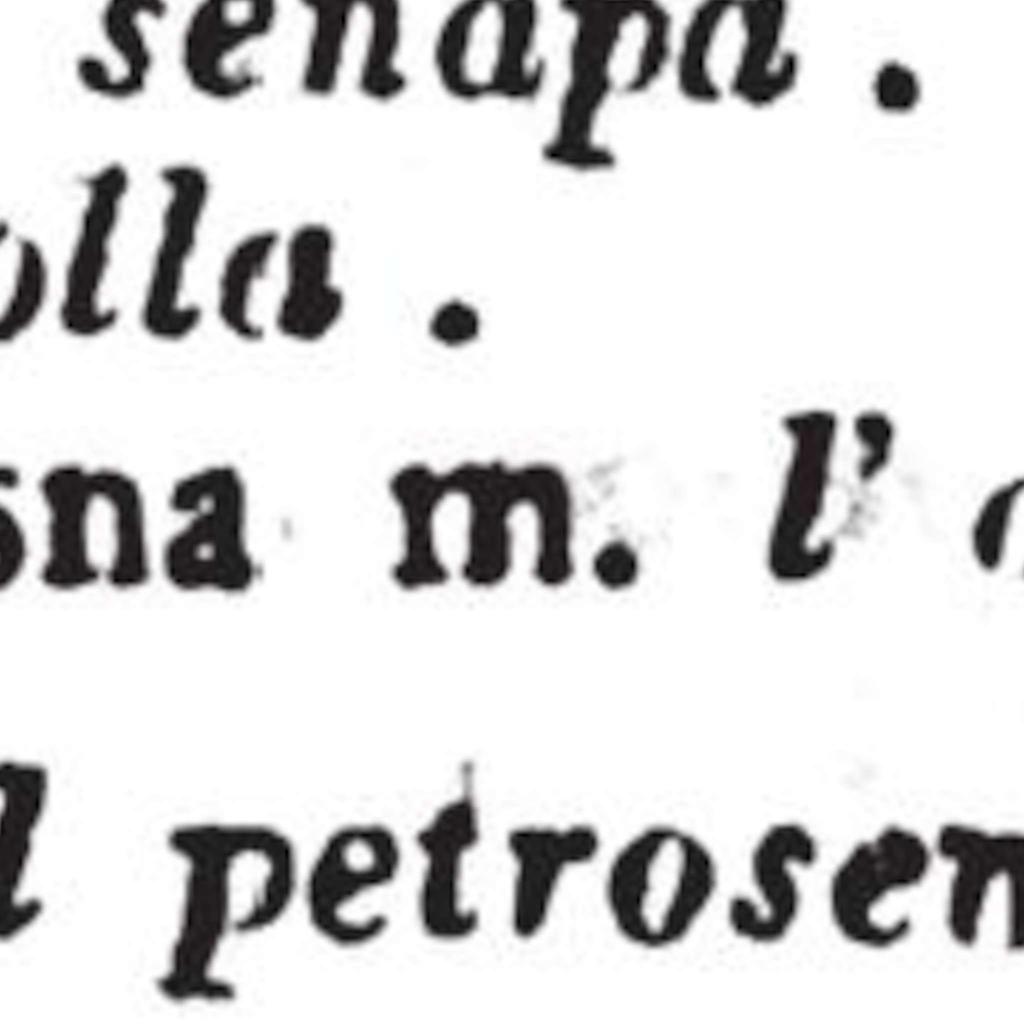 senapa .
olla .
sna m. l'
l petrosen